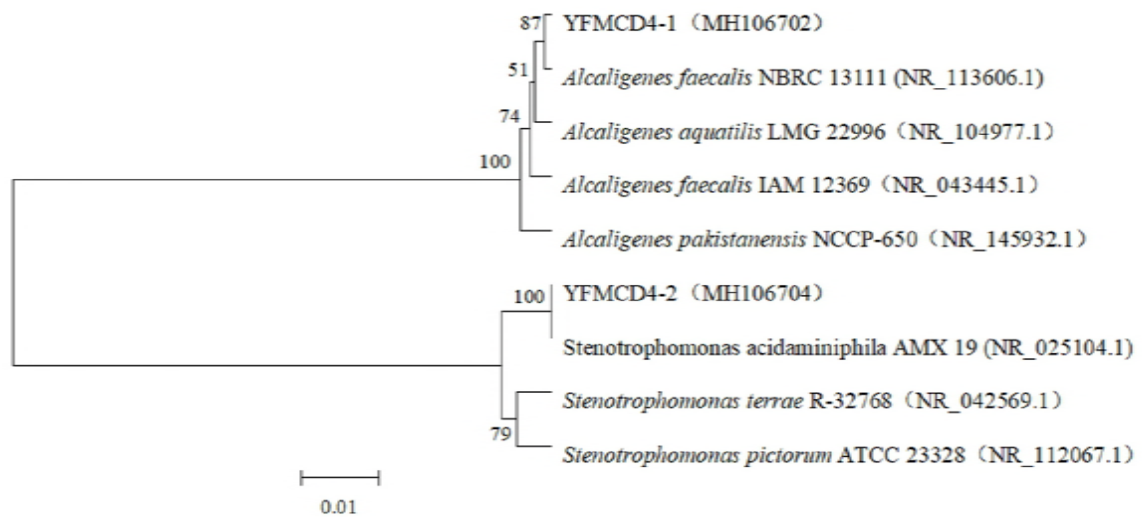 87
YFMCD4-1（MH106702）
51
Alcaligenes faecalis NBRC 13111 (NR_113606.1)
74
Alcaligenes aquatilis LMG 22996（NR_104977.1）
100
Alcaligenes faecalis IAM 12369（NR_043445.1）
Alcaligenes pakistanensis NCCP-650（NR_145932.1）
100
YFMCD4-2（MH106704）
Stenotrophomonas acidaminiphila AMX 19 (NR_025104.1)
Stenotrophomonas terrae R-32768（NR_042569.1）
79
Stenotrophomonas pictorum ATCC 23328（NR_112067.1）
0.01